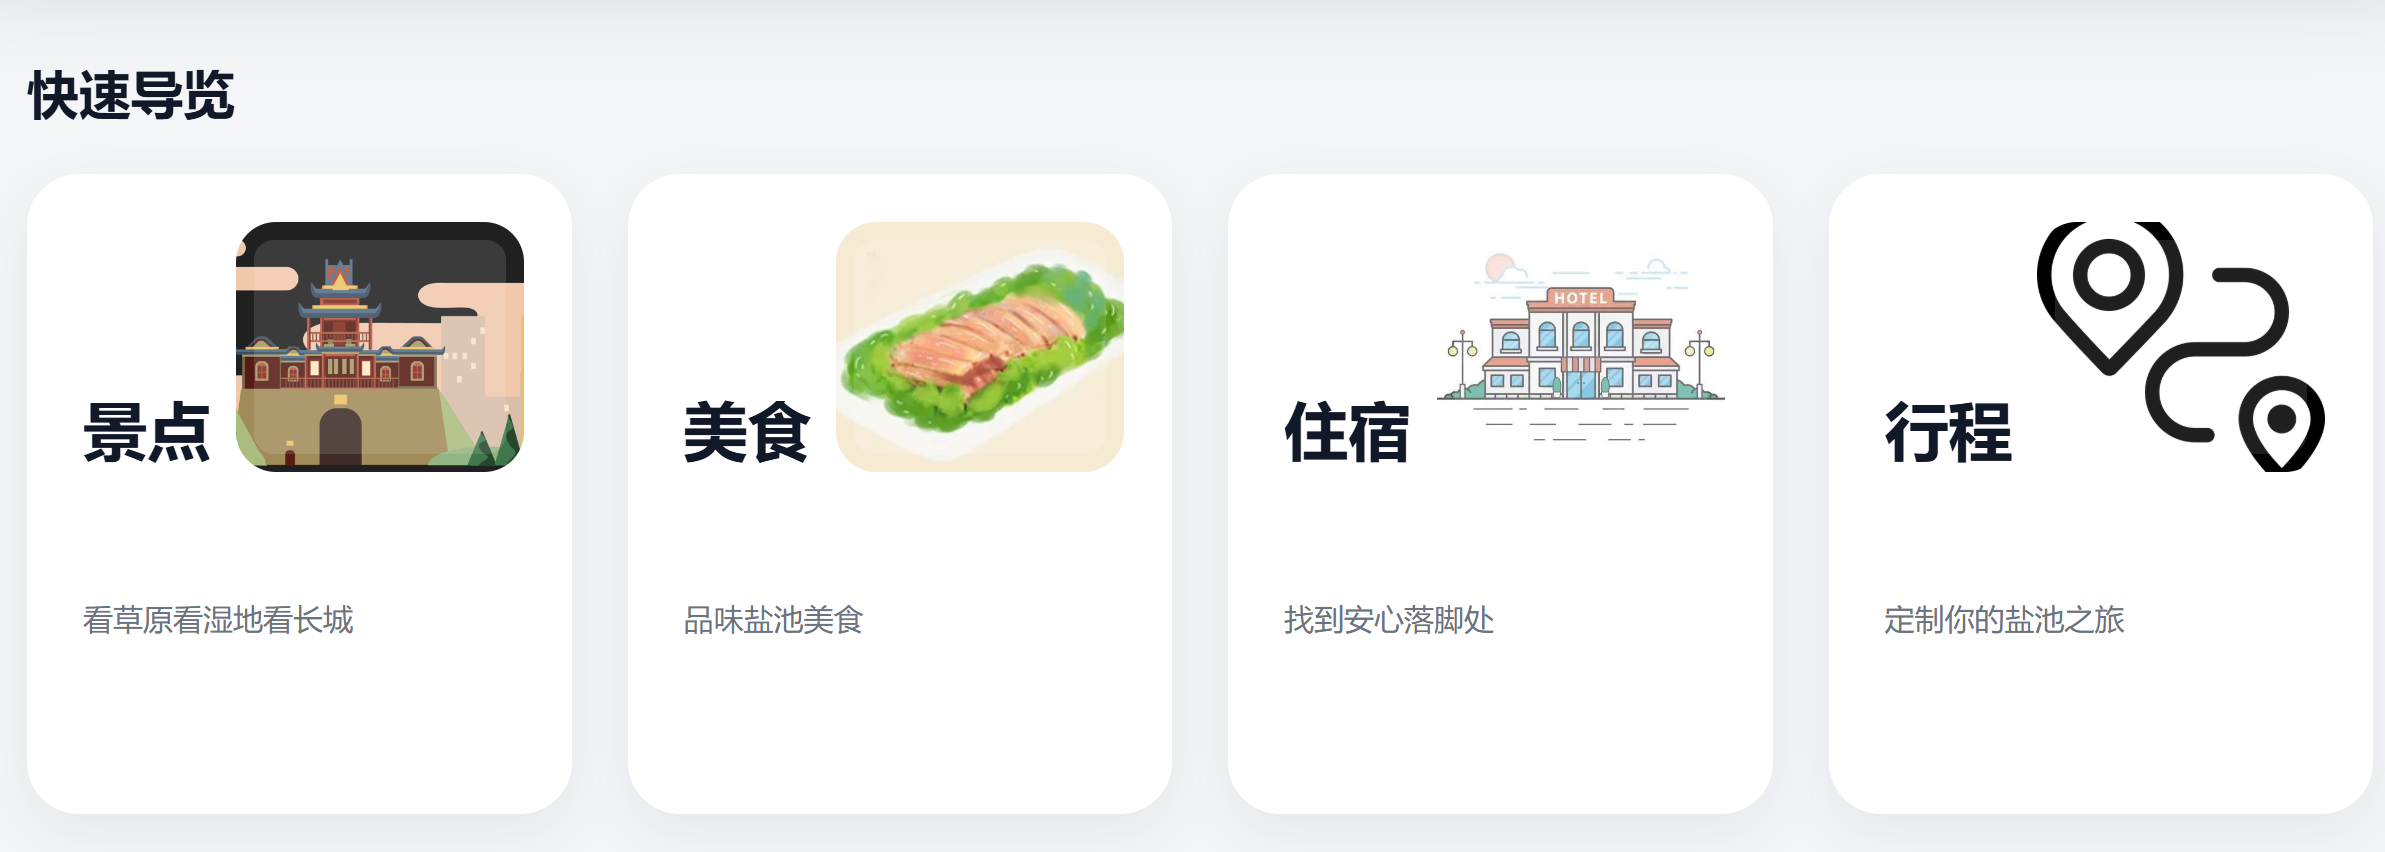 快速导览
景点
看草原看湿地看长城
美食
品味盐池美食
HOTEL
住宿
找到安心落脚处
行程
定制你的盐池之旅